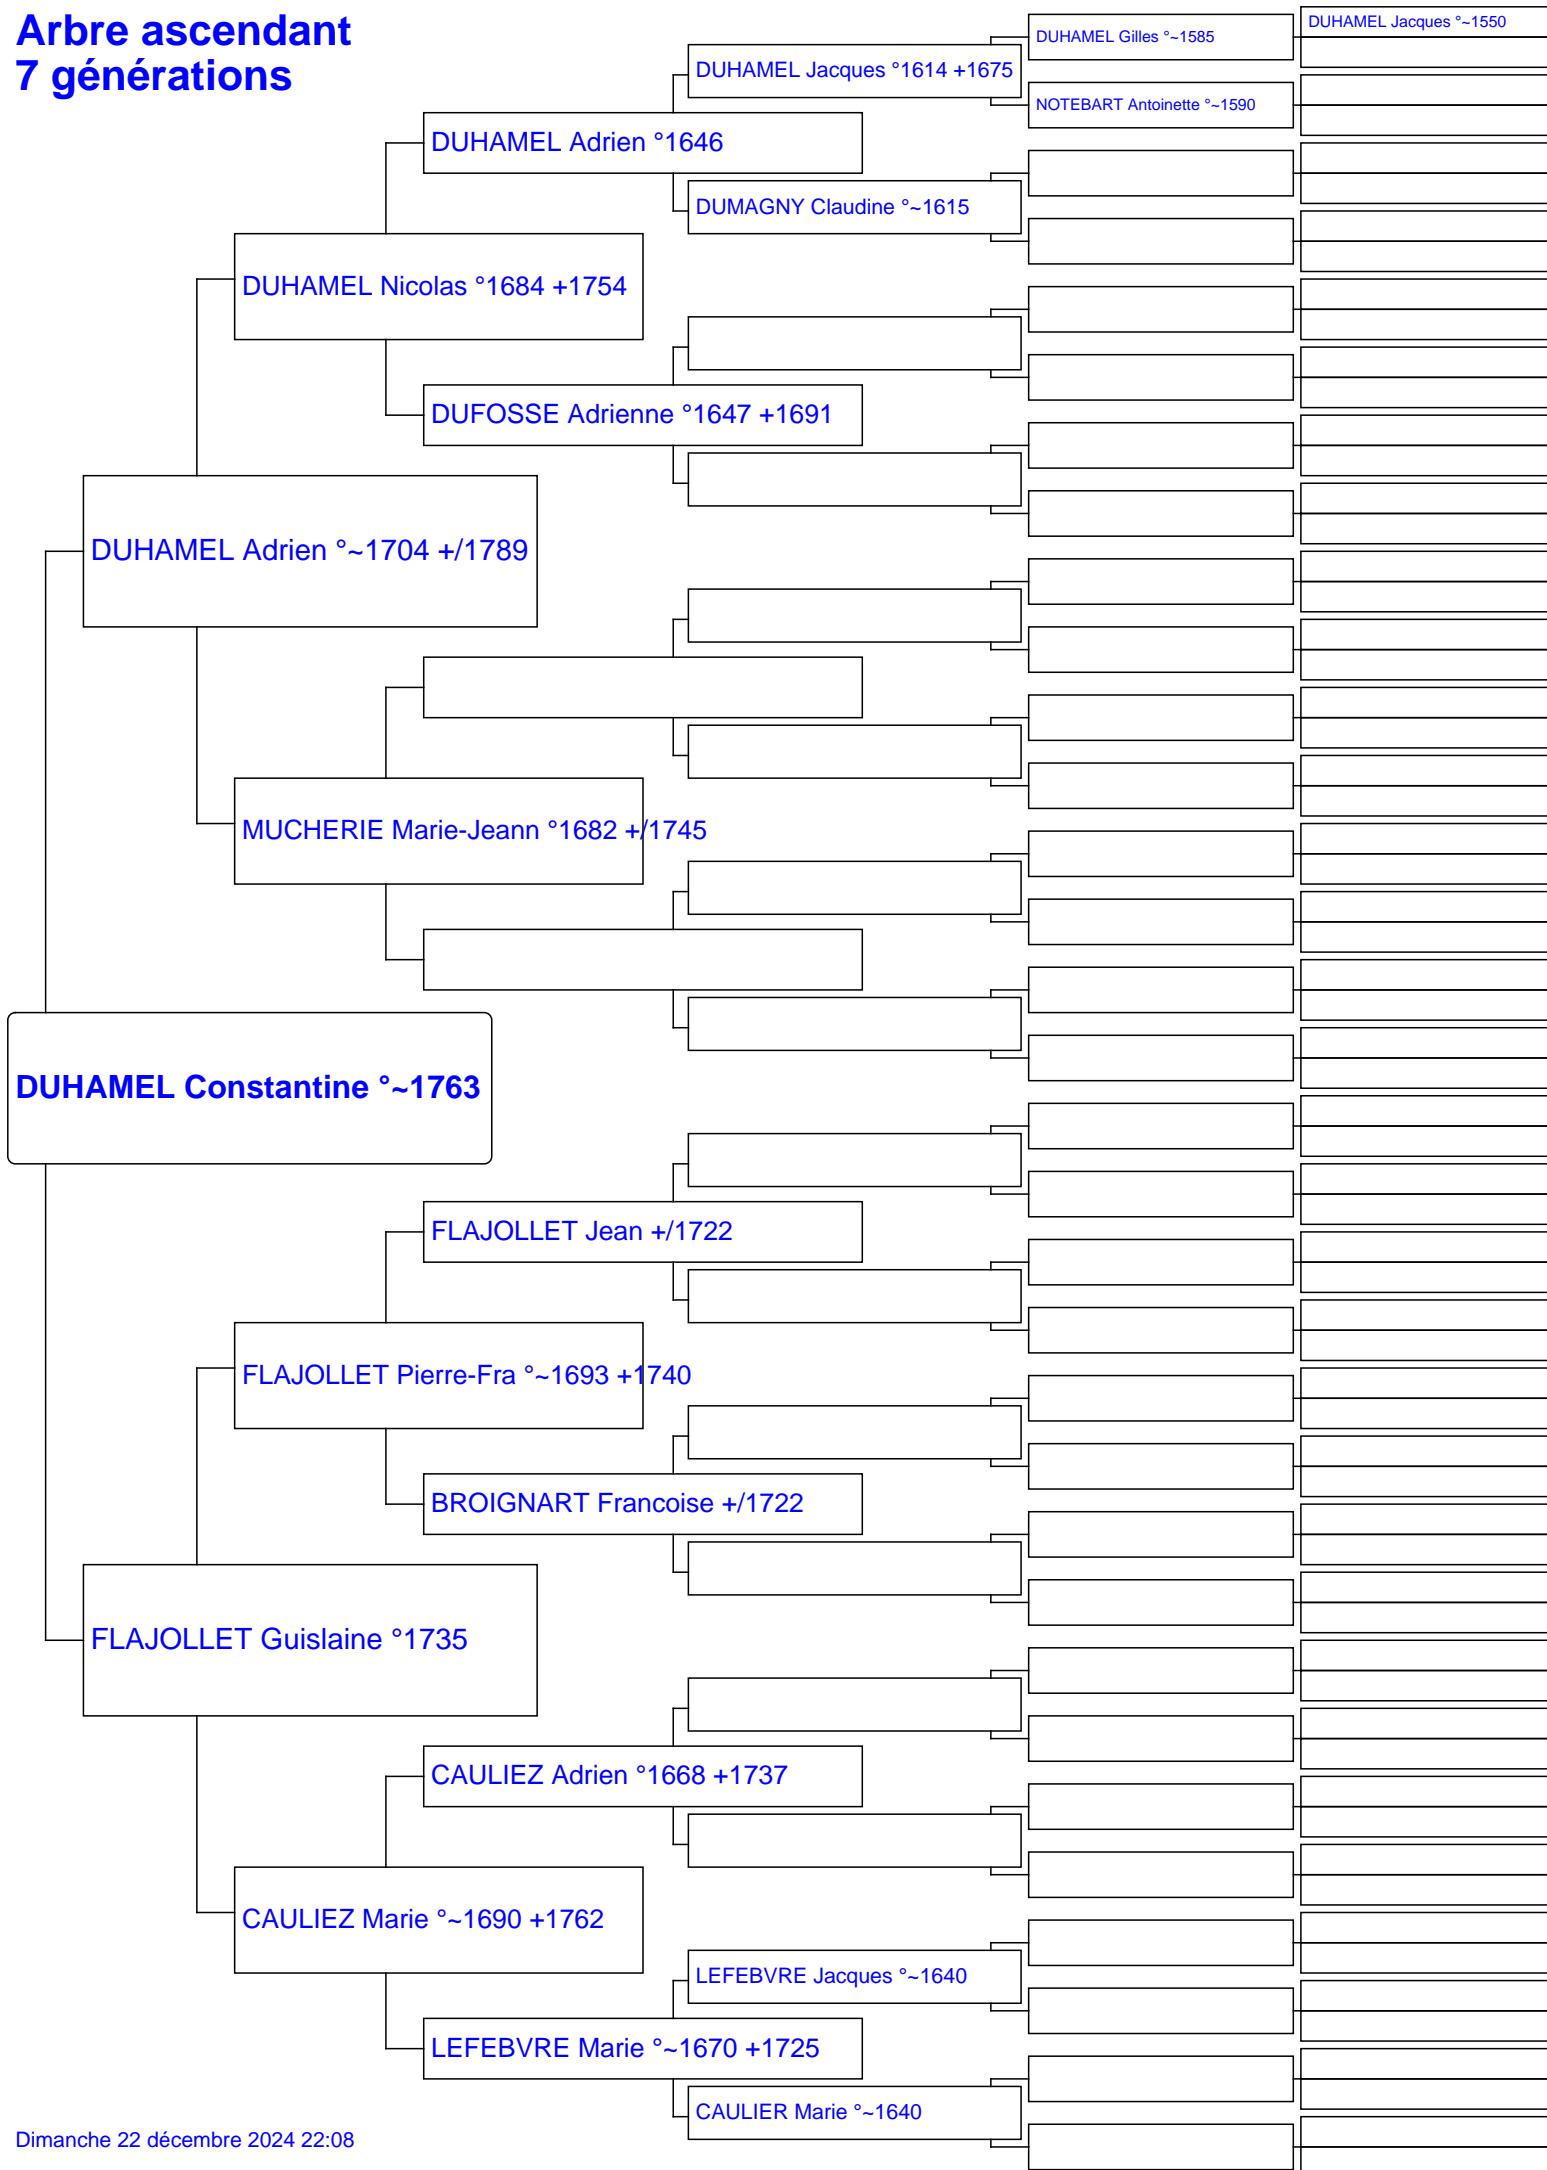 Arbre ascendant
7 générations
DUHAMEL Jacques °~1550
DUHAMEL Gilles °~1585
DUHAMEL Jacques °1614 +1675
NOTEBART Antoinette °~1590
DUHAMEL Adrien °1646
DUMAGNY Claudine °~1615
DUHAMEL Nicolas °1684 +1754
DUFOSSE Adrienne °1647 +1691
DUHAMEL Adrien °~1704 +/1789
MUCHERIE Marie-Jeann °1682 +/1745
DUHAMEL Constantine °~1763
FLAJOLLET Jean +/1722
FLAJOLLET Pierre-Fra °~1693 +1740
BROIGNART Francoise +/1722
FLAJOLLET Guislaine °1735
CAULIEZ Adrien °1668 +1737
CAULIEZ Marie °~1690 +1762
LEFEBVRE Jacques °~1640
LEFEBVRE Marie °~1670 +1725
CAULIER Marie °~1640
Dimanche 22 décembre 2024 22:08